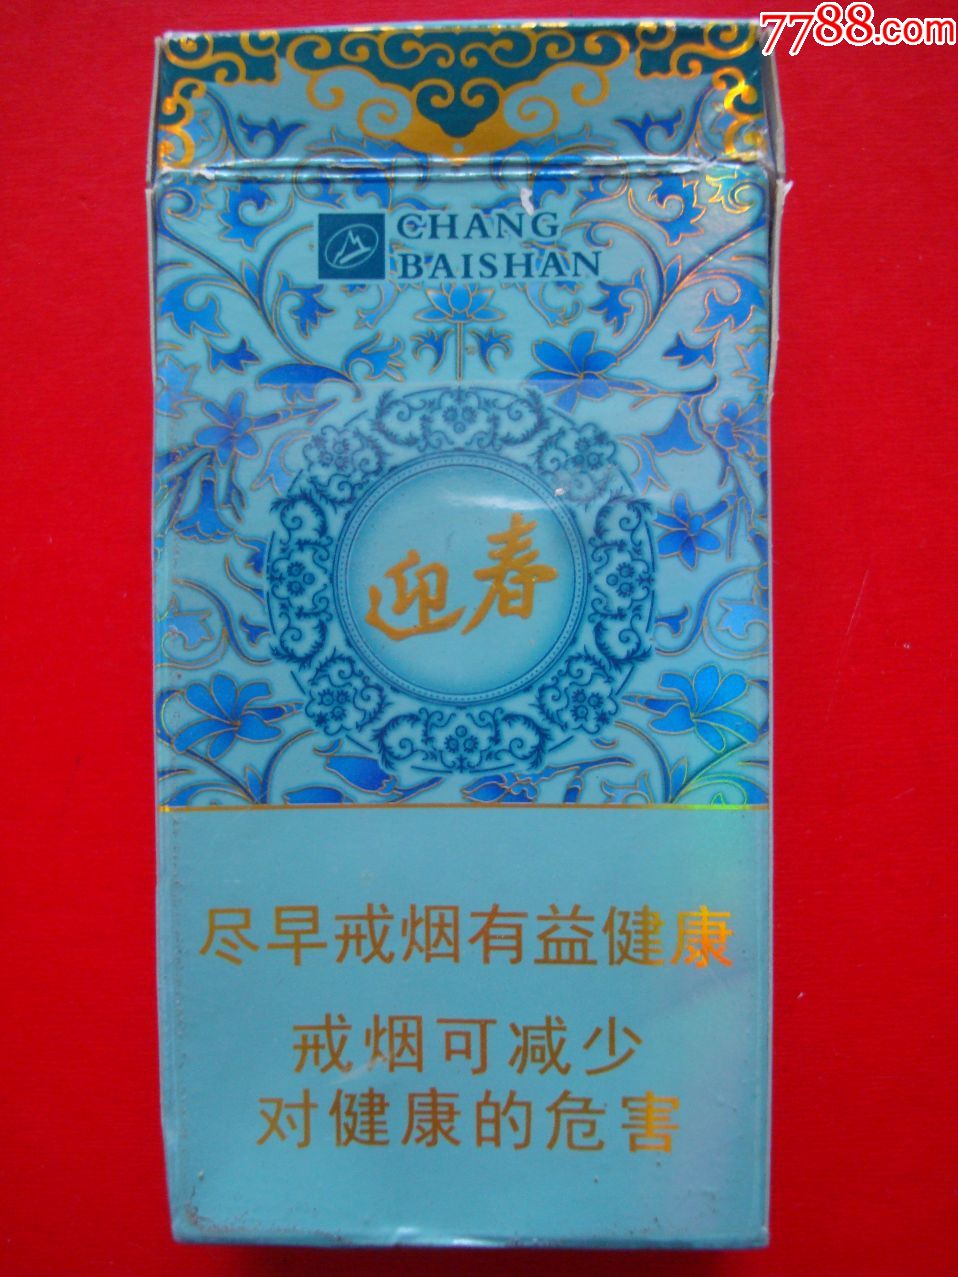 7788.com
CHANG
BAISHAN
迎春
尽早戒烟有益健康
戒烟可减少
对健康的危害